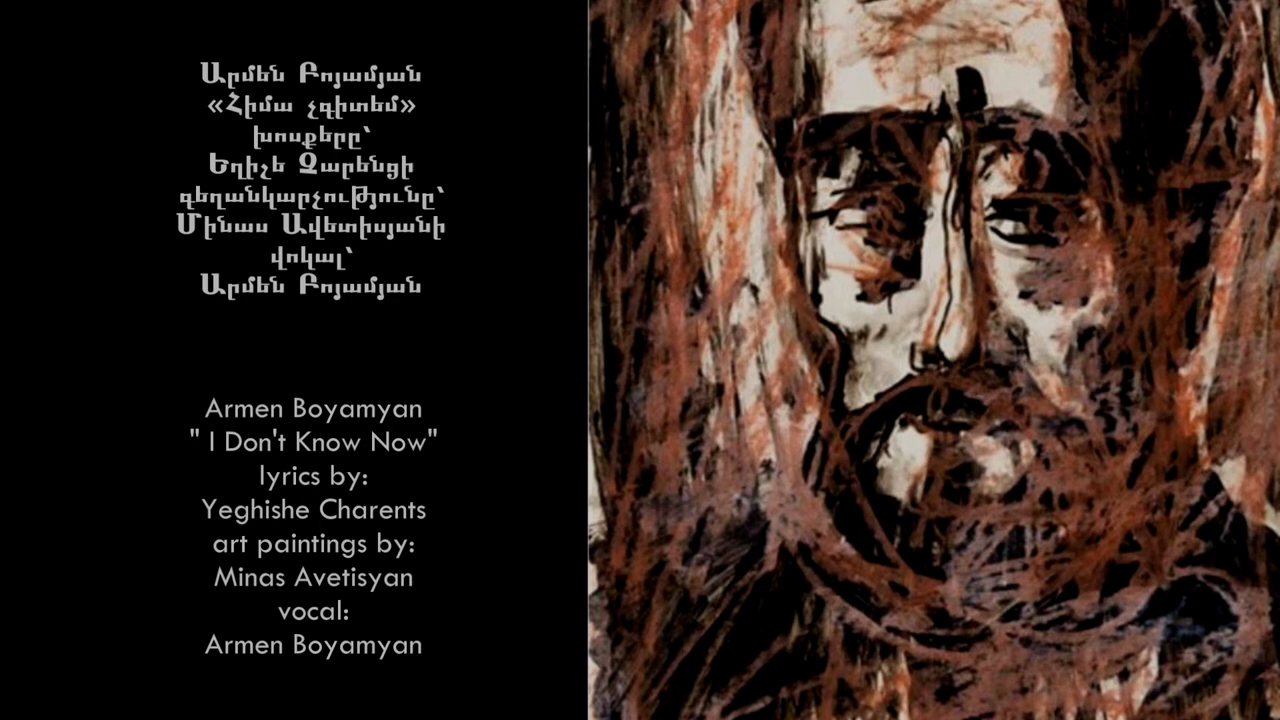 Արմեն Բոյամյան
«Հիմա չգիտեմ»
խոսքերը՝
Եղիշե Չարենցի
գեղանկարչությունը՝
Մինաս Ավետիսյանի
վոկալ՝
Արմեն Բոյամյան
Armen Boyamyan
" I Don't Know Now"
lyrics by:
Yeghishe Charents
art paintings by:
Minas Avetisyan
vocal:
Armen Boyamyan